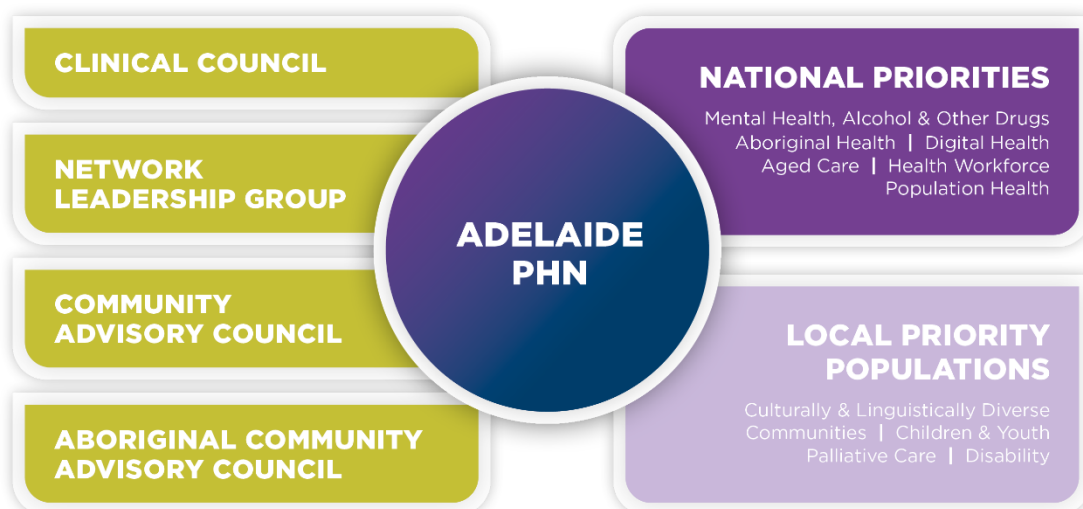 CLINICAL COUNCIL
NETWORK
LEADERSHIP GROUP
COMMUNITY
ADVISORY COUNCIL
ABORIGINAL COMMUNITY
ADVISORY COUNCIL
ADELAIDE
PHN
NATIONAL PRIORITIES
Mental Health, Alcohol & Other Drugs
Aboriginal Health | Digital Health
Aged Care | Health Workforce
Population Health
LOCAL PRIORITY
POPULATIONS
Culturally & Linguistically Diverse
Communities | Children & Youth
Palliative Care | Disability